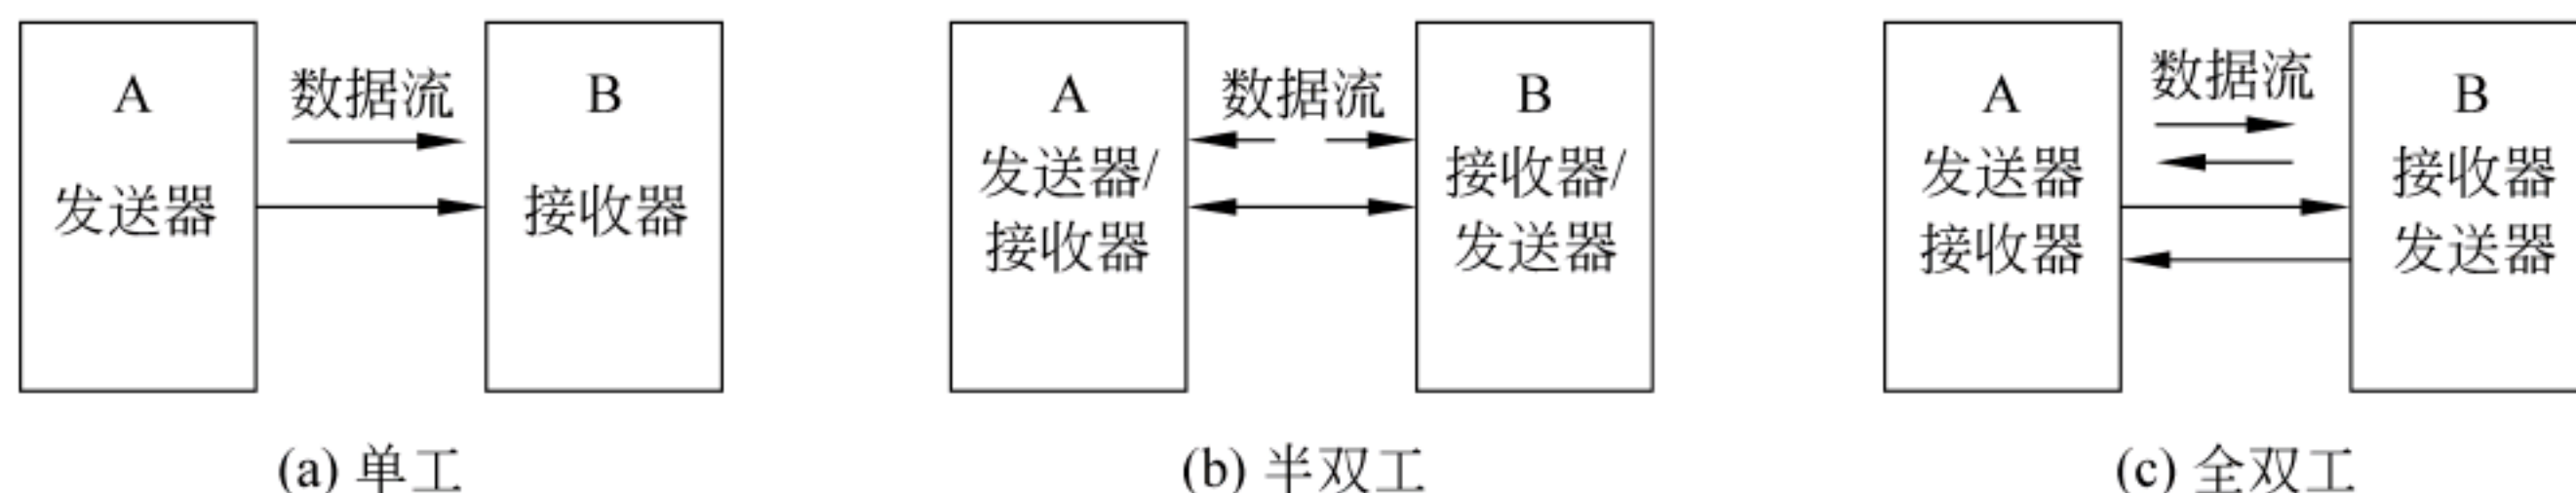 A
数据流
B
发送器
接收器
(a) 单工
A
数据流
B
发送器/
接收器
接收器/
发送器
(b) 半双工
A
数据流
B
发送器
接收器
接收器
发送器
(c) 全双工